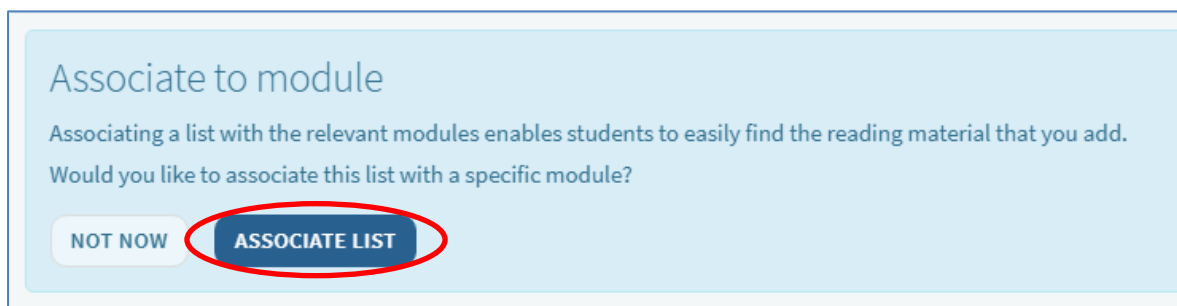 Associate to module
Associating a list with the relevant modules enables students to easily find the reading material that you add.
Would you like to associate this list with a specific module?
NOT NOW ASSOCIATE LIST